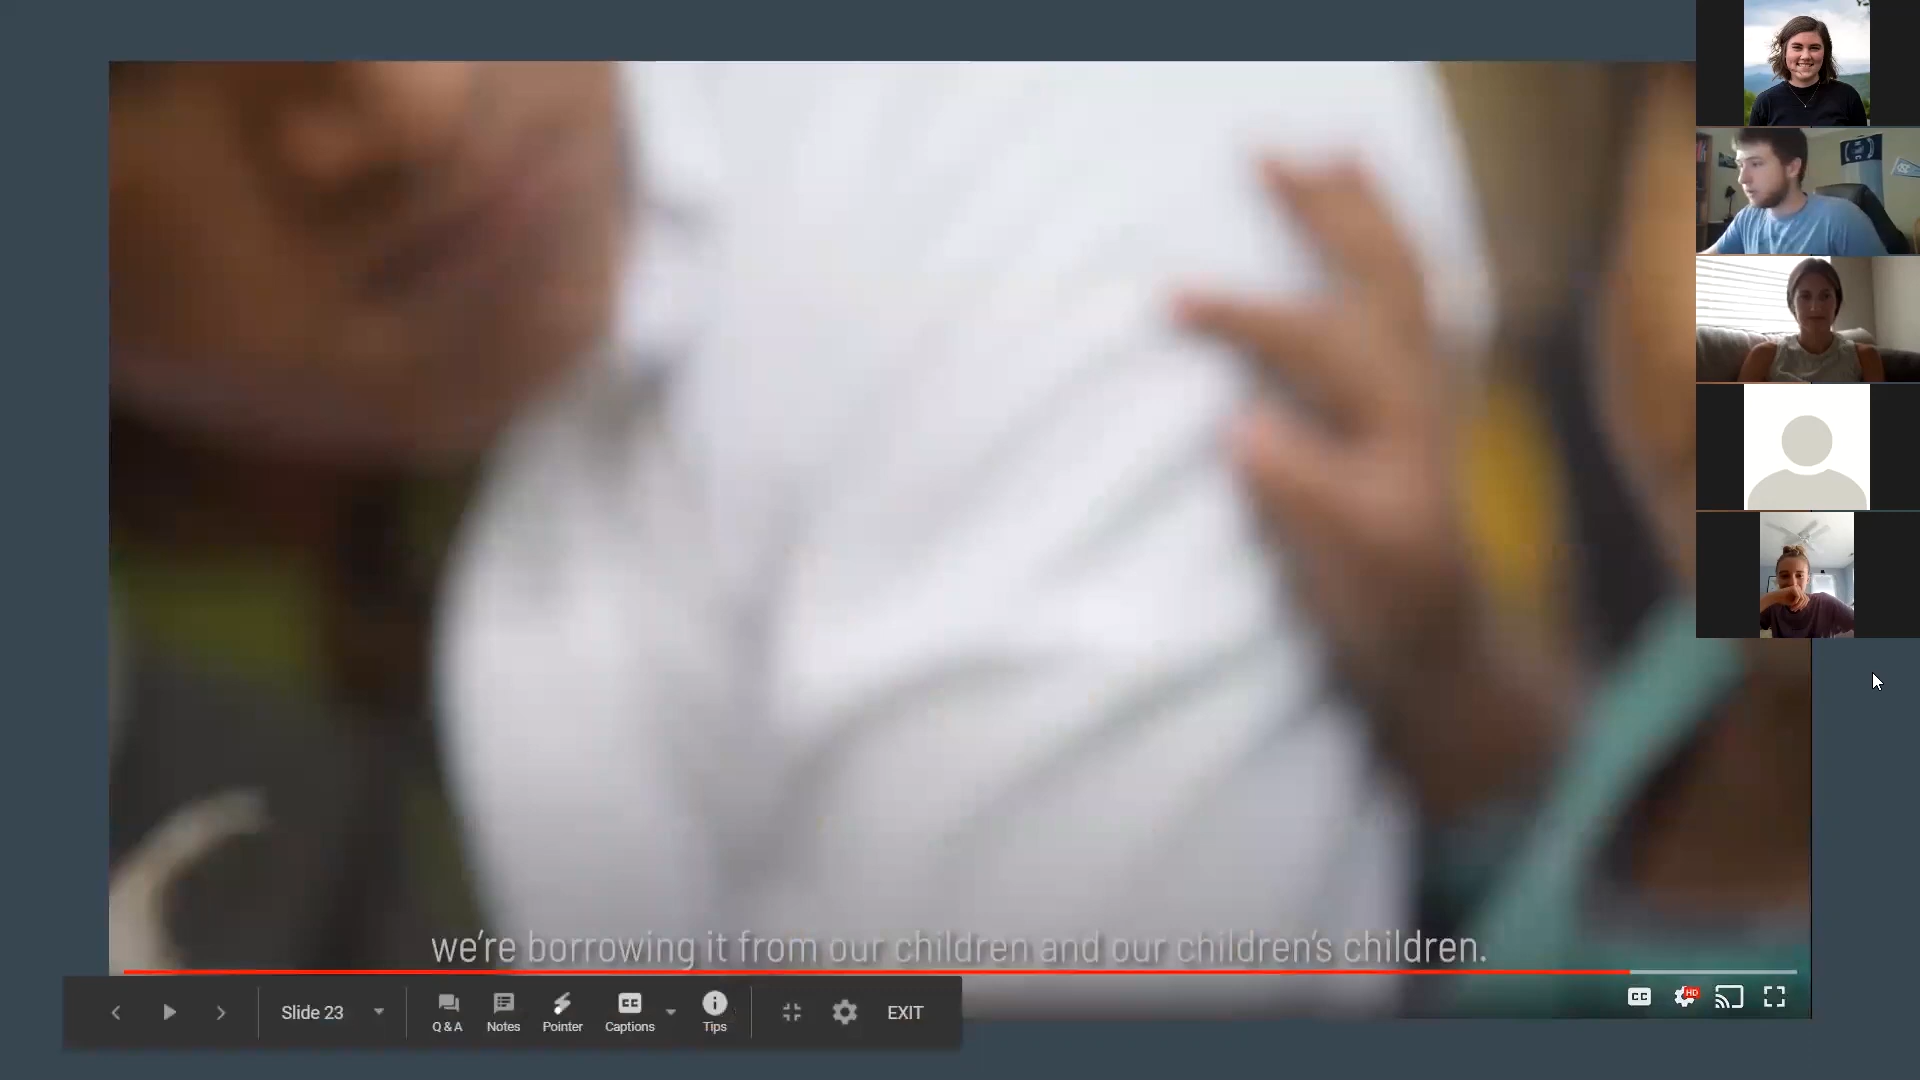 we're borrowing it from our children and our children's children.
CC HD
Slide 23
Q & A Notes Pointer CC Captions Tips EXIT